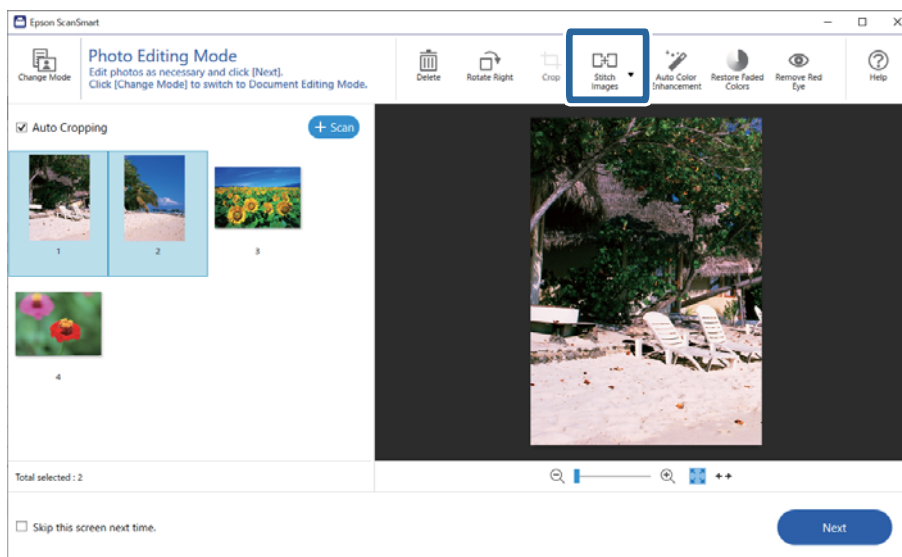 Epson ScanSmart
Change Mode
Photo Editing Mode
Edit photos as necessary and click [Next].
Click [Change Mode] to switch to Document Editing Mode.
Delete
Rotate Right
Crop
Stitch
Images
Auto Color
Enhancement
Restore Faded
Colors
Remove Red
Eye
Help
Auto Cropping
+ Scan
1
2
3
4
Total selected : 2
Skip this screen next time.
Next